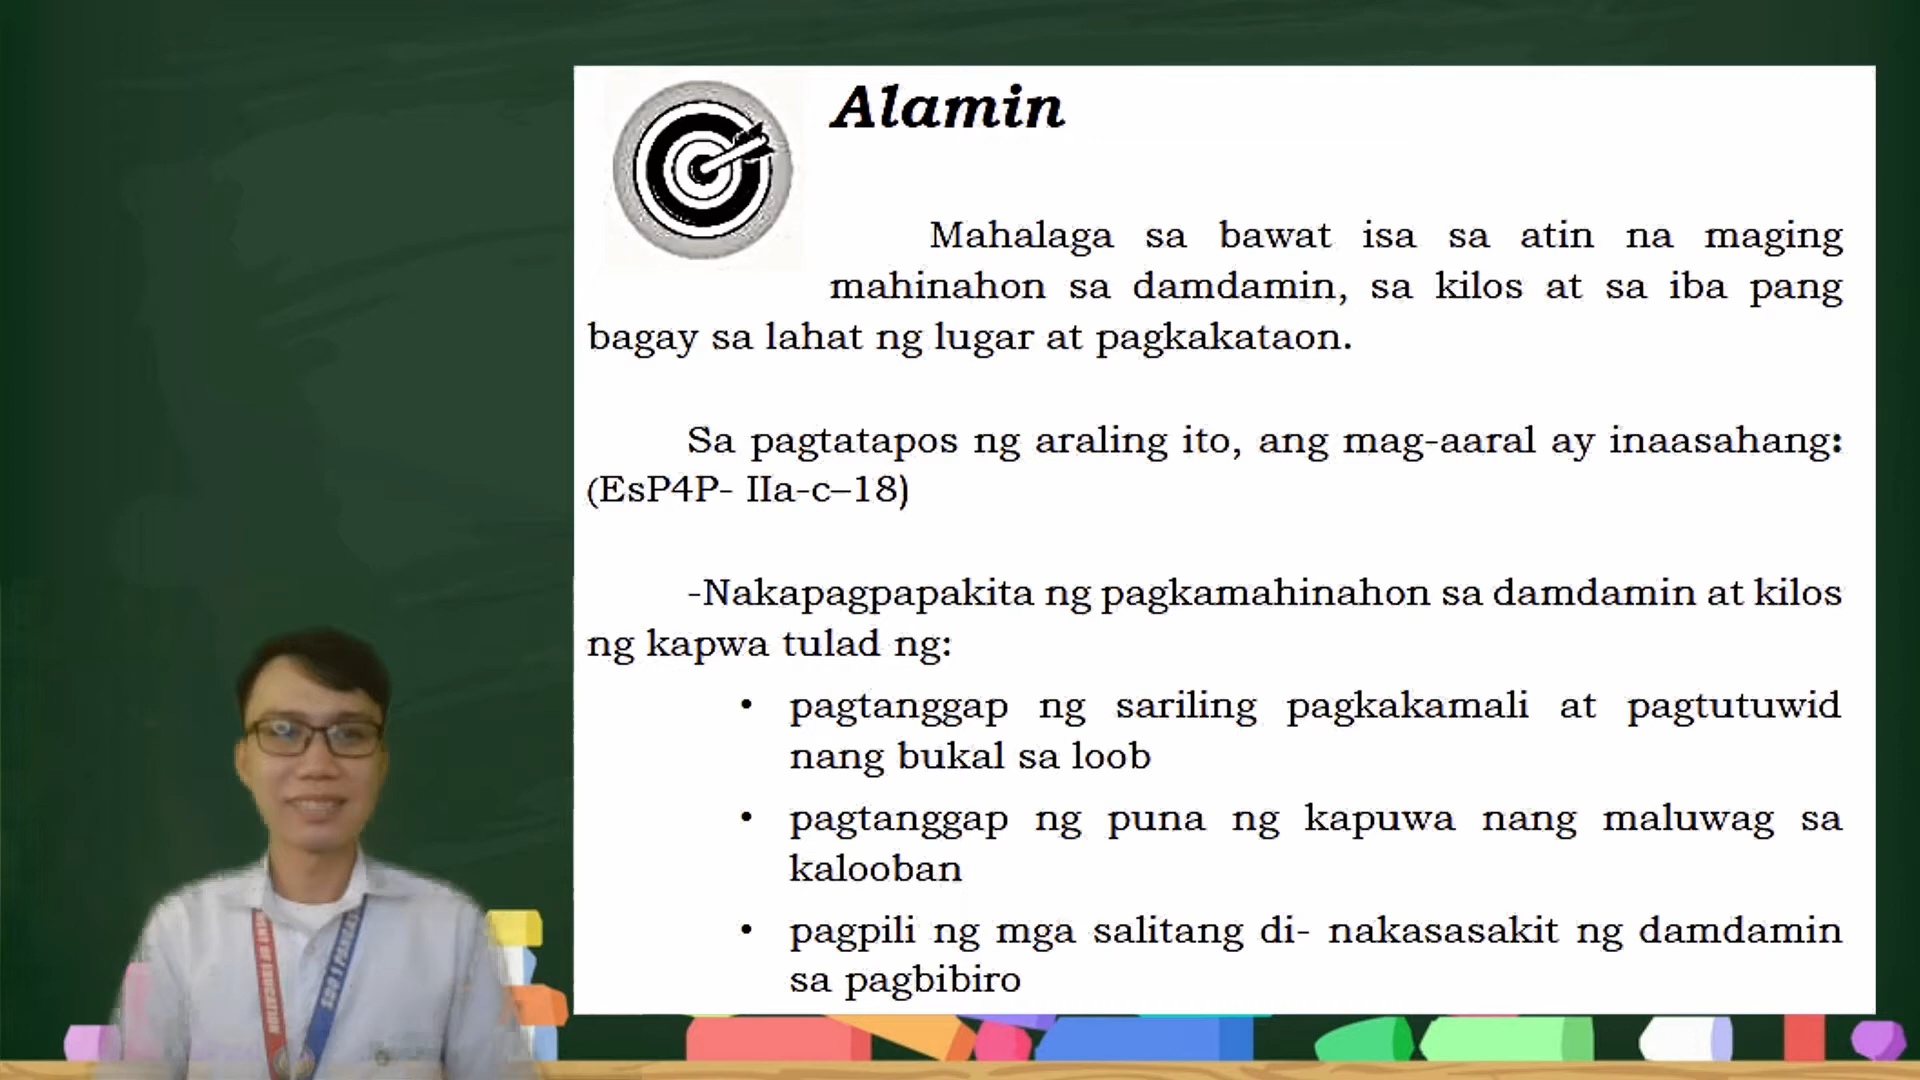 Alamin
Mahalaga sa bawat isa sa atin na maging
mahinahon sa damdamin, sa kilos at sa iba pang
bagay sa lahat ng lugar at pagkakataon.
Sa pagtatapos ng araling ito, ang mag-aaral ay inaasahang:
(EsP4P- IIa-c–18)
-Nakapagpapakita ng pagkamahinahon sa damdamin at kilos
ng kapwa tulad ng:
• pagtanggap ng sariling pagkakamali at pagtutuwid
nang bukal sa loob
• pagtanggap ng puna ng kapuwa nang maluwag sa
kalooban
• pagpili ng mga salitang di- nakasasakit ng damdamin
sa pagbibiro
OF EDUCATION